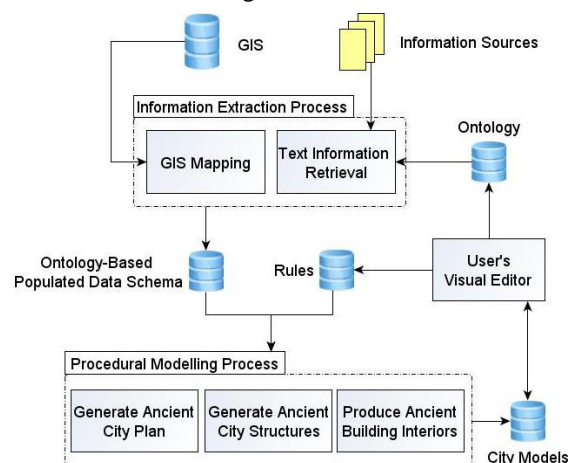 GIS
Information Sources
Information Extraction Process
Ontology
GIS Mapping
Text Information
Retrieval
Ontology-Based
Populated Data Schema
Rules
User's
Visual Editor
Procedural Modelling Process
Generate Ancient
City Plan
Generate Ancient
City Structures
Produce Ancient
Building Interiors
City Models